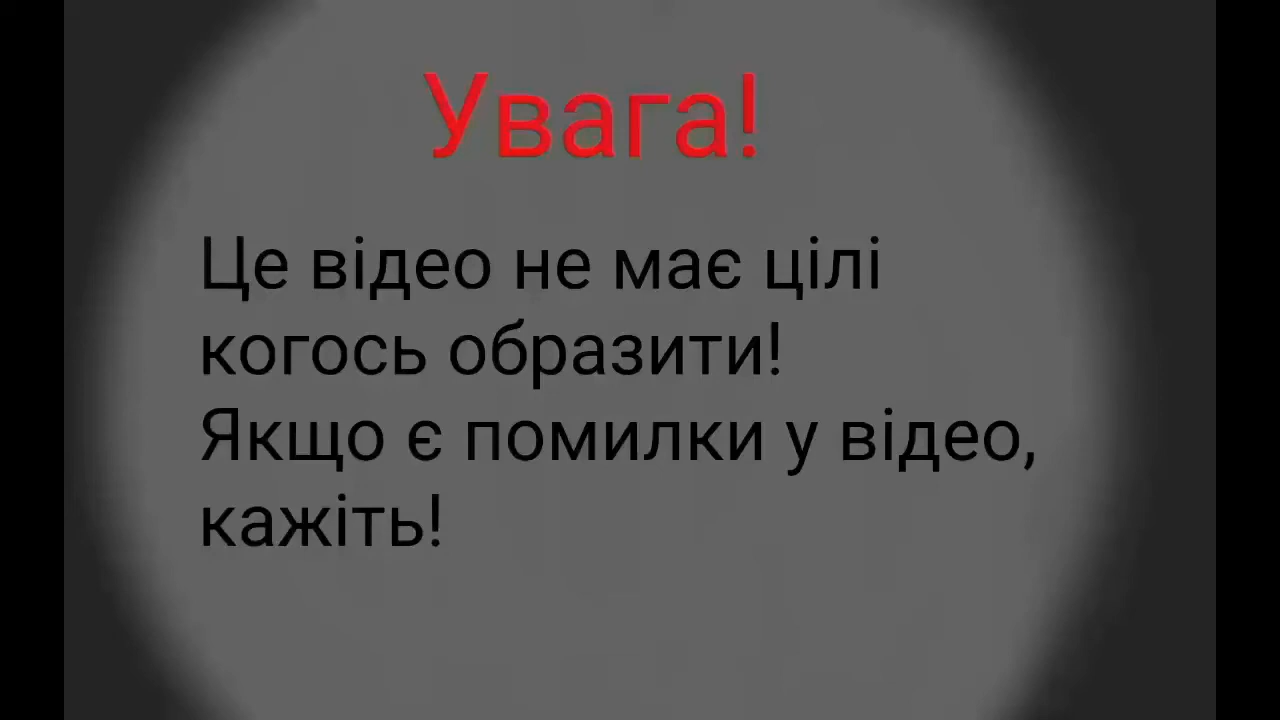 Увага!
Це відео не має цілі
когось образити!
Якщо є помилки у відео,
кажіть!